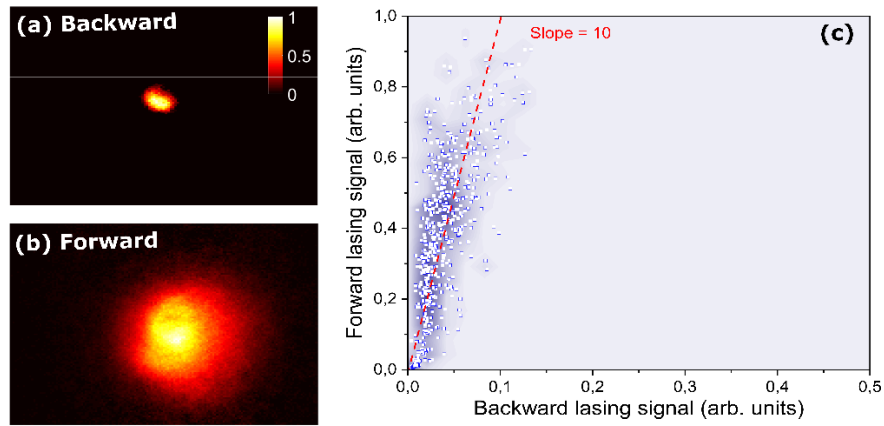 (a) Backward
1
0.5
0
(b) Forward
(c)
Slope = 10
Forward lasing signal (arb. units)
1,0
0,8
0,6
0,4
0,2
0,0
0,0 0,1 0,2 0,3 0,4 0,5
Backward lasing signal (arb. units)